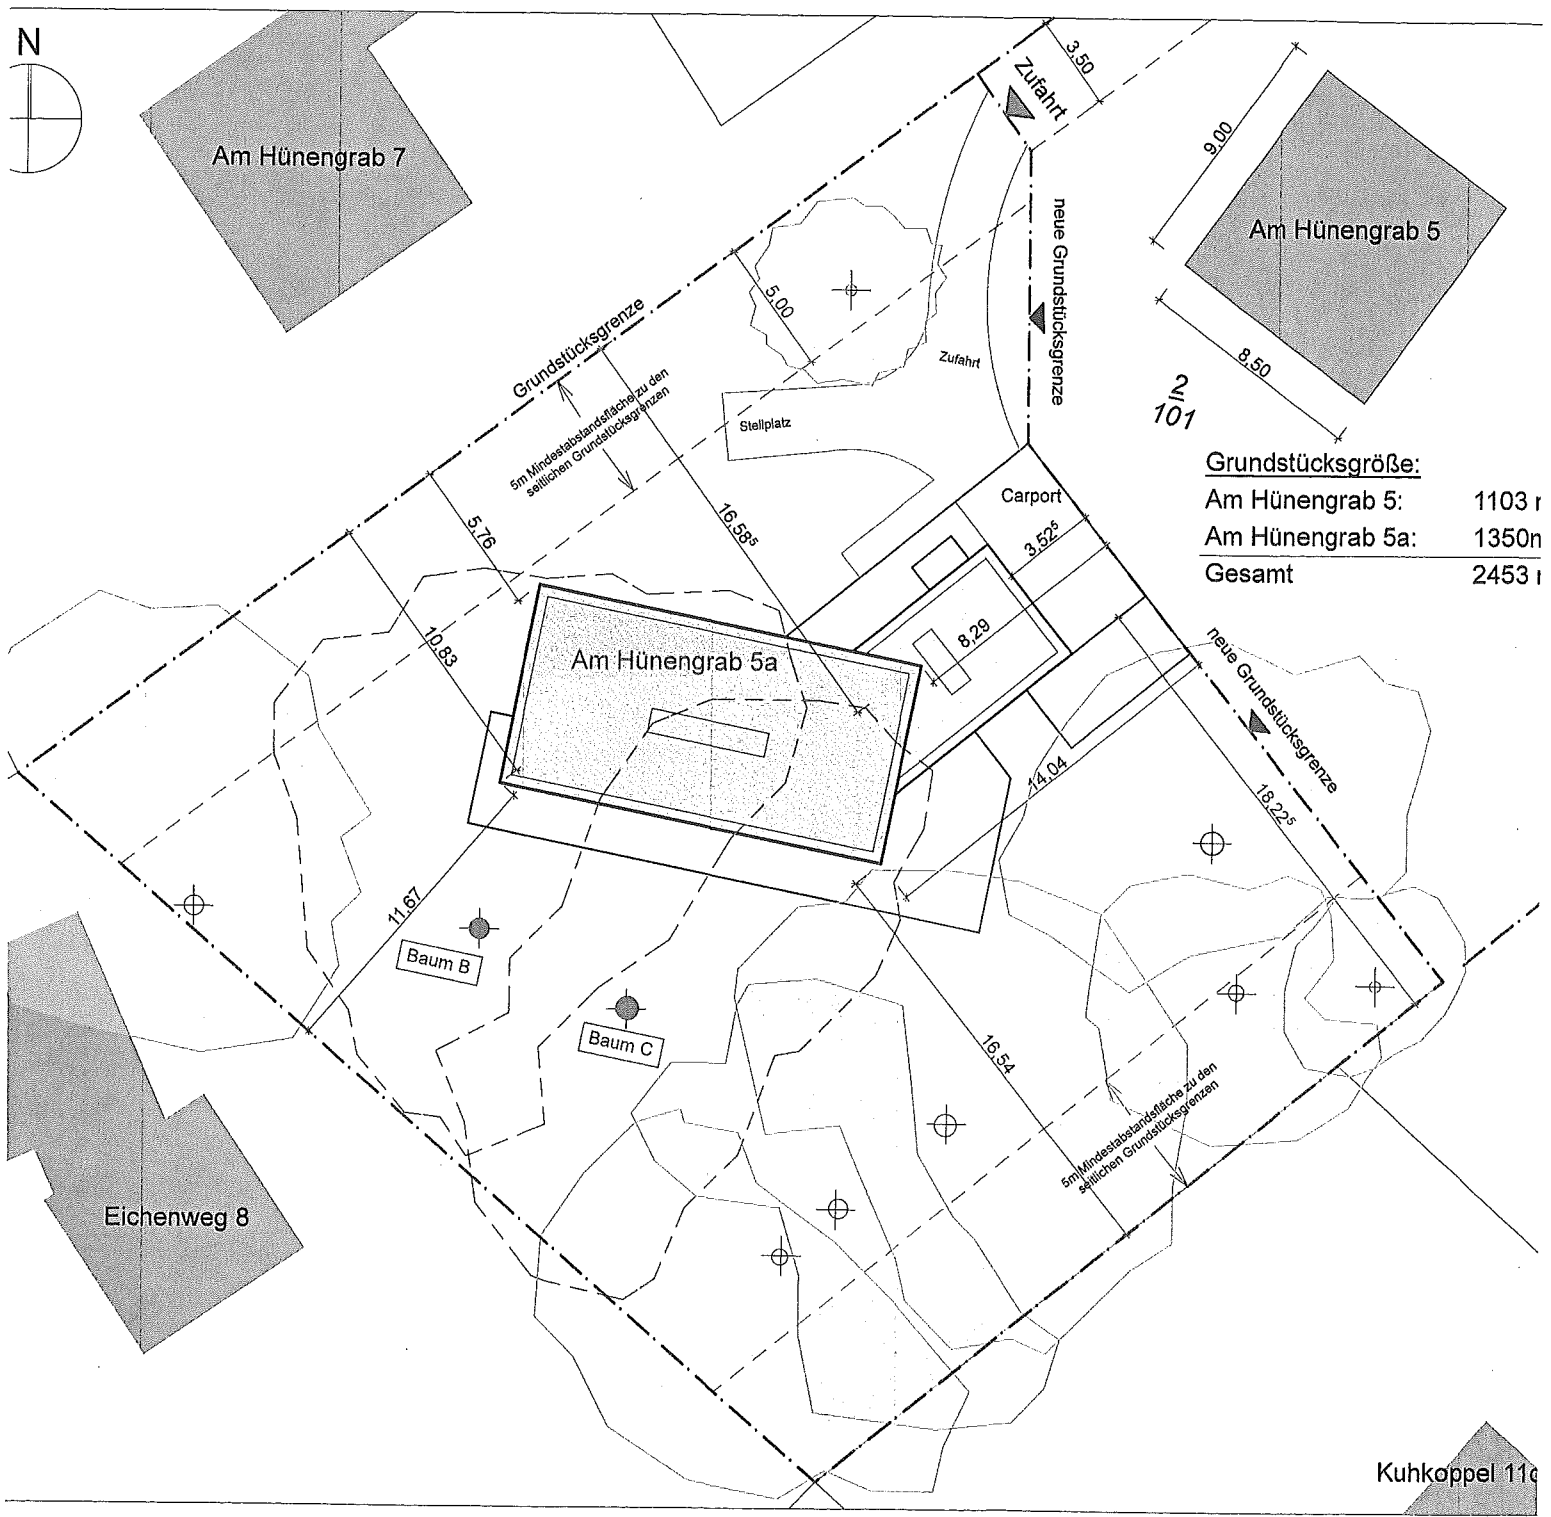 N
3,50
Zufahrt
9,00
Am Hünengrab 7
Am Hünengrab 5
neue Grundstücksgrenze
5,00
Grundstücksgrenze
Zufahrt
8,50
2
101
5m Mindestabstandsfläche zu den
seitlichen Grundstücksgrenzen
Stellplatz
Grundstücksgröße:
Am Hünengrab 5: 1103
Am Hünengrab 5a: 1350m
Gesamt 2453
Carport
5,76
16,58⁵
3,52⁵
10,83
8,29
Am Hünengrab 5a
neue Grundstücksgrenze
14,04
18,22⁵
11,67
Baum B
Baum C
16,54
5m Mindestabstandsfläche zu den
seitlichen Grundstücksgrenzen
Eichenweg 8
Kuhkoppel 11